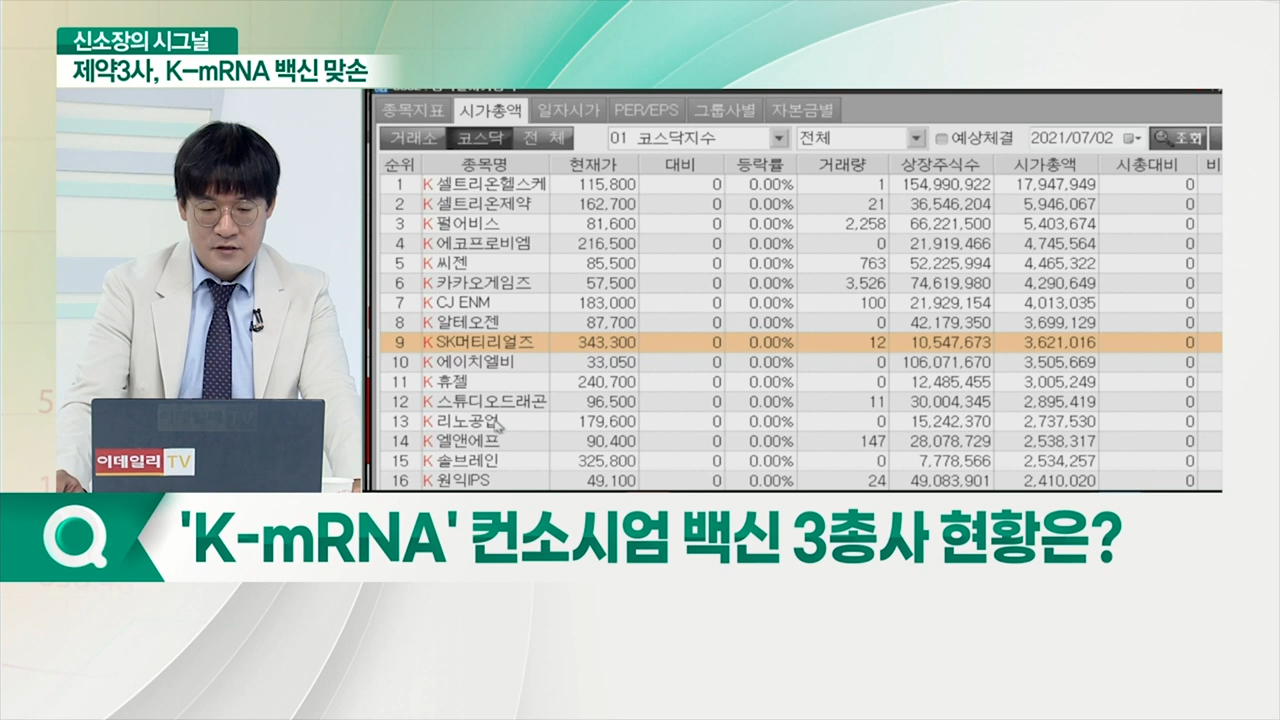 신소장의 시그널
제약3사, K-mRNA 백신 맞손
종목지표 시가총액 일자시가 PER/EPS 그룹사별 자본금별
거래소 코스닥 전 체 01 코스닥지수 전체 예상체결 2021/07/02 조회
순위 종목명 현재가 대비 등락률 거래량 상장주식수 시가총액 시총대비 비
1 K 셀트리온헬스케 115,800 0 0.00% 1 154,990,922 17,947,949 0
2 K 셀트리온제약 162,700 0 0.00% 21 36,546,204 5,946,067 0
3 K 펄어비스 81,600 0 0.00% 2,258 66,221,500 5,403,674 0
4 K 에코프로비엠 216,500 0 0.00% 0 21,919,466 4,745,564 0
5 K 씨젠 85,500 0 0.00% 763 52,225,994 4,465,322 0
6 K 카카오게임즈 57,500 0 0.00% 3,526 74,619,980 4,290,649 0
7 K CJ ENM 183,000 0 0.00% 100 21,929,154 4,013,035 0
8 K 알테오젠 87,700 0 0.00% 0 42,179,350 3,699,129 0
9 K SK머티리얼즈 343,300 0 0.00% 12 10,547,673 3,621,016 0
10 K 에이치엘비 33,050 0 0.00% 0 106,071,670 3,505,669 0
11 K 휴젤 240,700 0 0.00% 0 12,485,455 3,005,249 0
12 K 스튜디오드래곤 96,500 0 0.00% 11 30,004,345 2,895,419 0
13 K 리노공업 179,600 0 0.00% 0 15,242,370 2,737,530 0
14 K 엘앤에프 90,400 0 0.00% 147 28,078,729 2,538,317 0
15 K 솔브레인 325,800 0 0.00% 0 7,778,566 2,534,257 0
16 K 원익IPS 49,100 0 0.00% 24 49,083,901 2,410,020 0
이데일리 TV
'K-mRNA' 컨소시엄 백신 3총사 현황은?